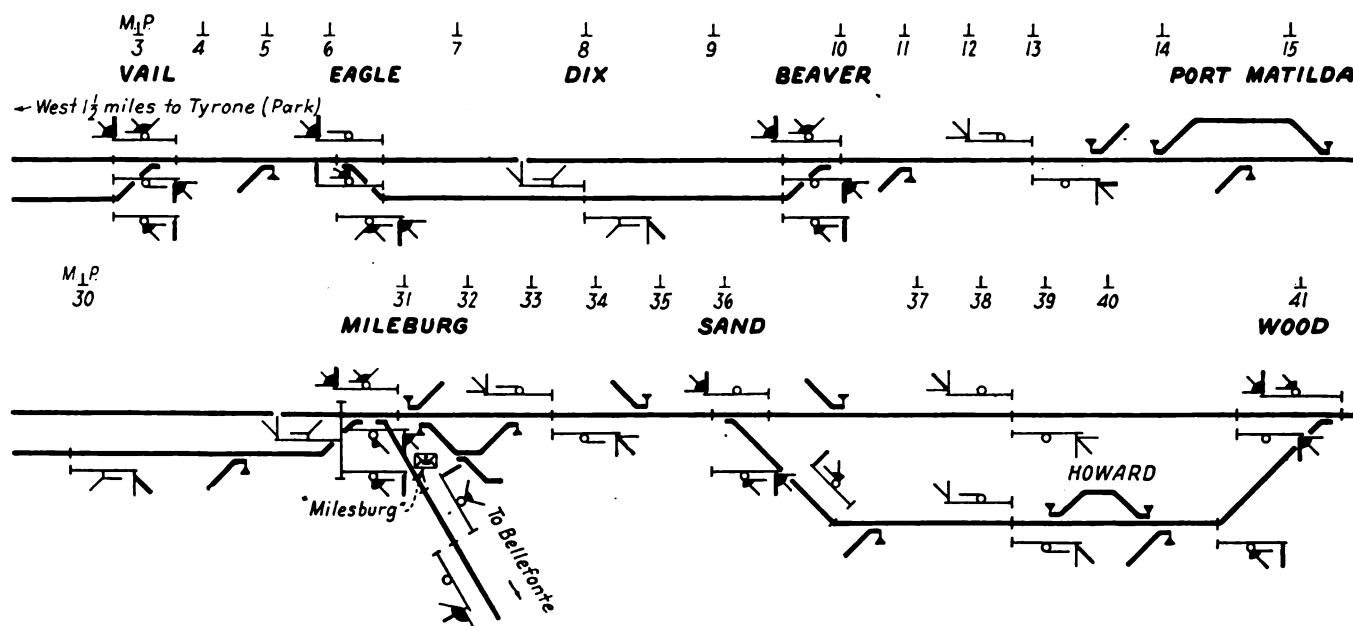 M.P.
3 4 5 6 7 8 9 10 11 12 13 14 15
VAIL EAGLE DIX BEAVER PORT MATILDA
← West 1½ miles to Tyrone (Park)
M.P.
30 31 32 33 34 35 36 37 38 39 40 41
MILEBURG SAND WOOD
HOWARD
"Milesburg"
To Bellefonte